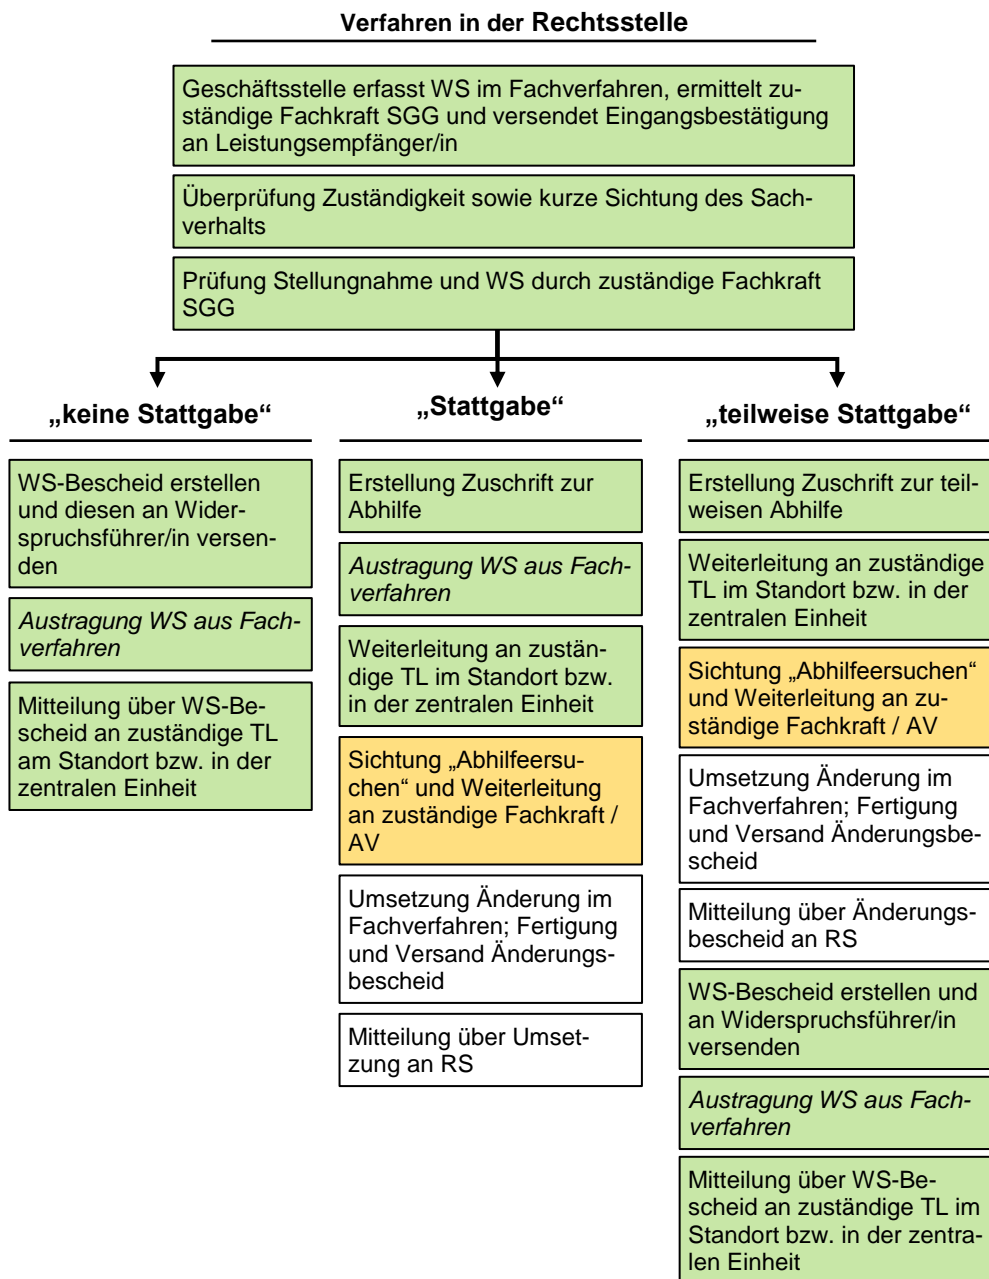 Verfahren in der Rechtsstelle
Geschäftsstelle erfasst WS im Fachverfahren, ermittelt zu-
ständige Fachkraft SGG und versendet Eingangsbestätigung
an Leistungsempfänger/in
Überprüfung Zuständigkeit sowie kurze Sichtung des Sach-
verhalts
Prüfung Stellungnahme und WS durch zuständige Fachkraft
SGG
„keine Stattgabe“
WS-Bescheid erstellen
und diesen an Wider-
spruchsführer/in versen-
den
Austragung WS aus Fach-
verfahren
Mitteilung über WS-Be-
scheid an zuständige TL
am Standort bzw. in der
zentralen Einheit
„Stattgabe“
Erstellung Zuschrift zur
Abhilfe
Austragung WS aus Fach-
verfahren
Weiterleitung an zustän-
dige TL im Standort bzw.
in der zentralen Einheit
Sichtung „Abhilfeersu-
chen“ und Weiterleitung
an zuständige Fachkraft /
AV
Umsetzung Änderung im
Fachverfahren; Fertigung
und Versand Änderungs-
bescheid
Mitteilung über Umset-
zung an RS
„teilweise Stattgabe“
Erstellung Zuschrift zur teil-
weisen Abhilfe
Weiterleitung an zuständige
TL im Standort bzw. in der
zentralen Einheit
Sichtung „Abhilfeersuchen“
und Weiterleitung an zu-
ständige Fachkraft / AV
Umsetzung Änderung im
Fachverfahren; Fertigung
und Versand Änderungsbe-
scheid
Mitteilung über Änderungs-
bescheid an RS
WS-Bescheid erstellen und
an Widerspruchsführer/in
versenden
Austragung WS aus Fach-
verfahren
Mitteilung über WS-Be-
scheid an zuständige TL im
Standort bzw. in der zentra-
len Einheit